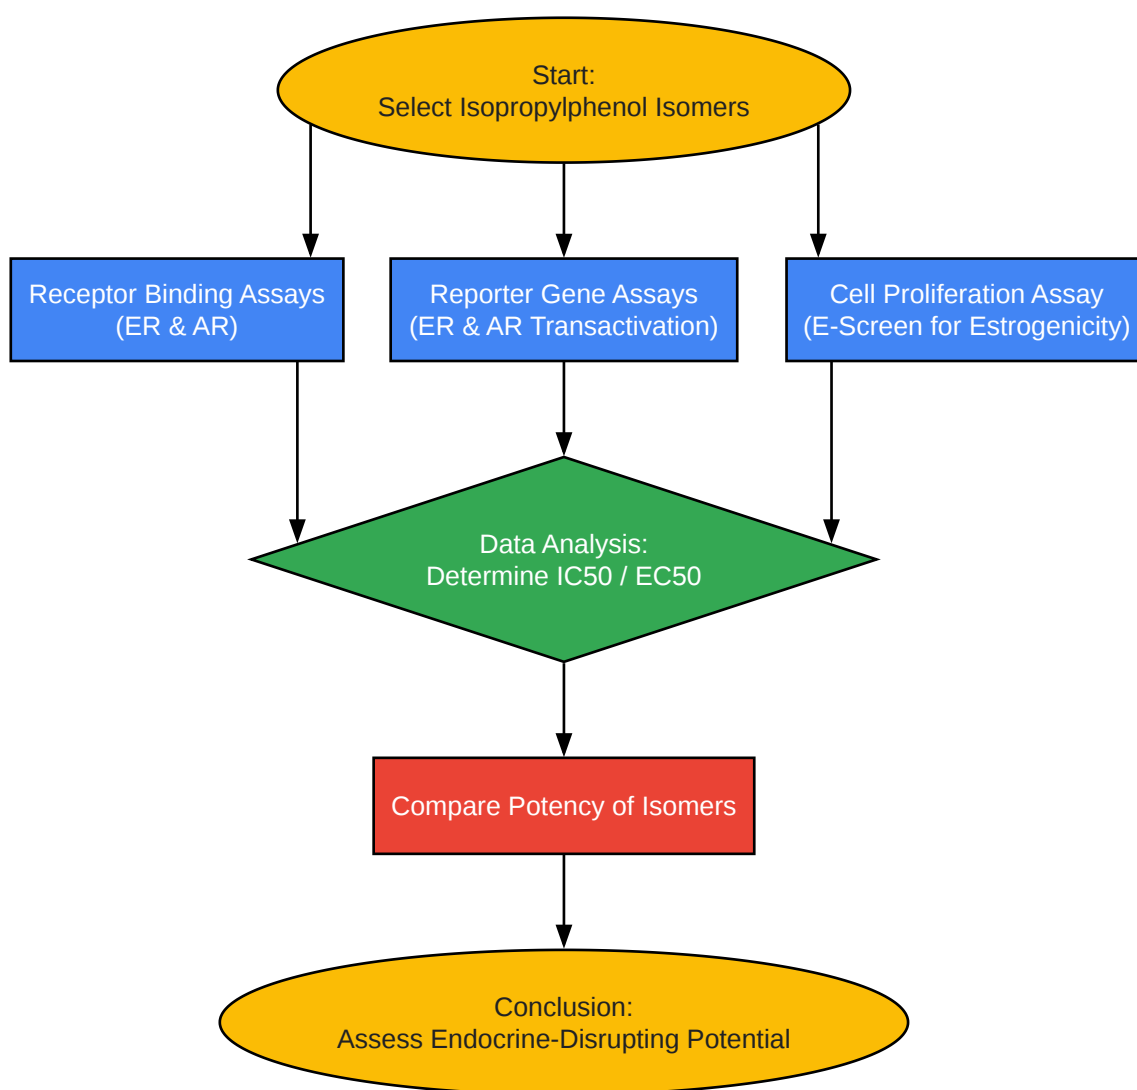 Start:
Select Isopropylphenol Isomers
Receptor Binding Assays
(ER & AR)
Reporter Gene Assays
(ER & AR Transactivation)
Cell Proliferation Assay
(E-Screen for Estrogenicity)
Data Analysis:
Determine IC50 / EC50
Compare Potency of Isomers
Conclusion:
Assess Endocrine-Disrupting Potential